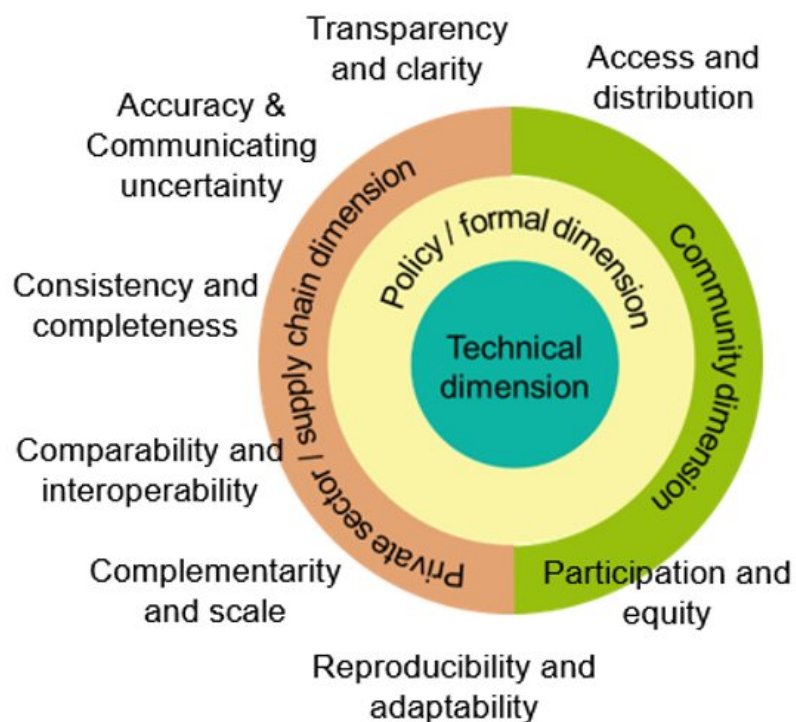 Transparency
and clarity
Access and
distribution
Accuracy &
Communicating
uncertainty
Consistency and
completeness
Comparability and
interoperability
Complementarity
and scale
Reproducibility and
adaptability
Participation and
equity
Private sector / supply chain dimension
Policy / formal dimension
Community dimension
Technical
dimension